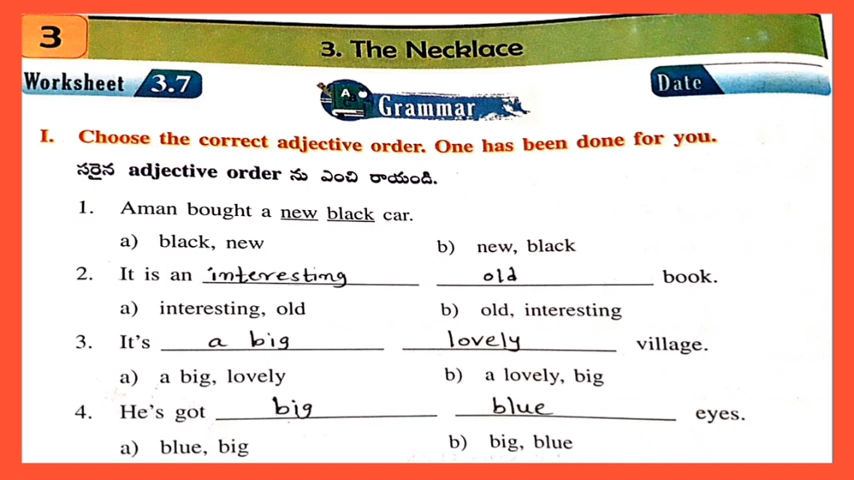 3
3. The Necklace
Worksheet 3.7
Date
Grammar
I. Choose the correct adjective order. One has been done for you.
సరైన adjective order ను ఎంచి రాయండి.
1. Aman bought a new black car.
a) black, new b) new, black
2. It is an interesting old book.
a) interesting, old b) old, interesting
3. It's a big lovely village.
a) a big, lovely b) a lovely, big
4. He's got big blue eyes.
a) blue, big b) big, blue